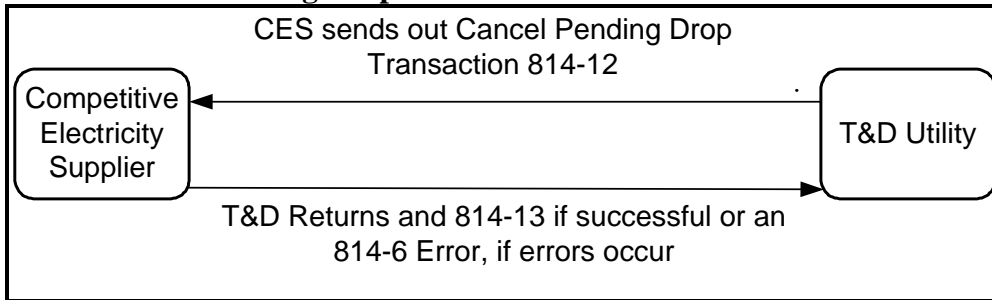 CES sends out Cancel Pending Drop
Transaction 814-12
Competitive
Electricity
Supplier
T&D Utility
T&D Returns and 814-13 if successful or an
814-6 Error, if errors occur